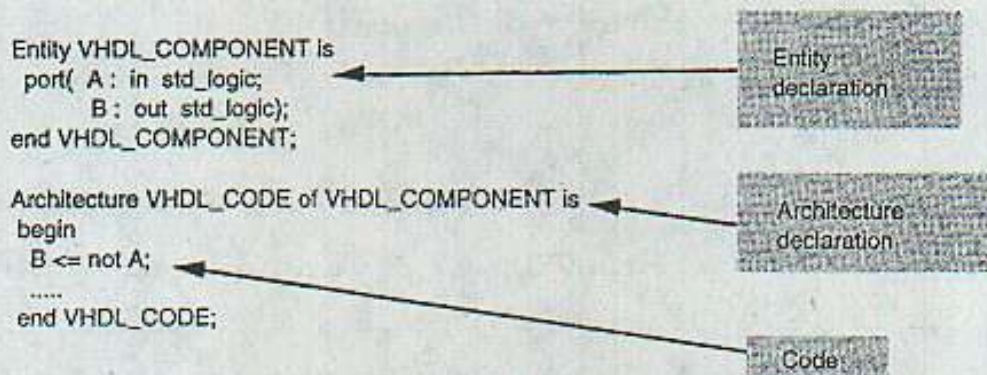 Entity VHDL_COMPONENT is
port( A : in std_logic;
B : out std_logic);
end VHDL_COMPONENT;
Architecture VHDL_CODE of VHDL_COMPONENT is
begin
B <= not A;
.....
end VHDL_CODE;
Entity
declaration
Architecture
declaration
Code